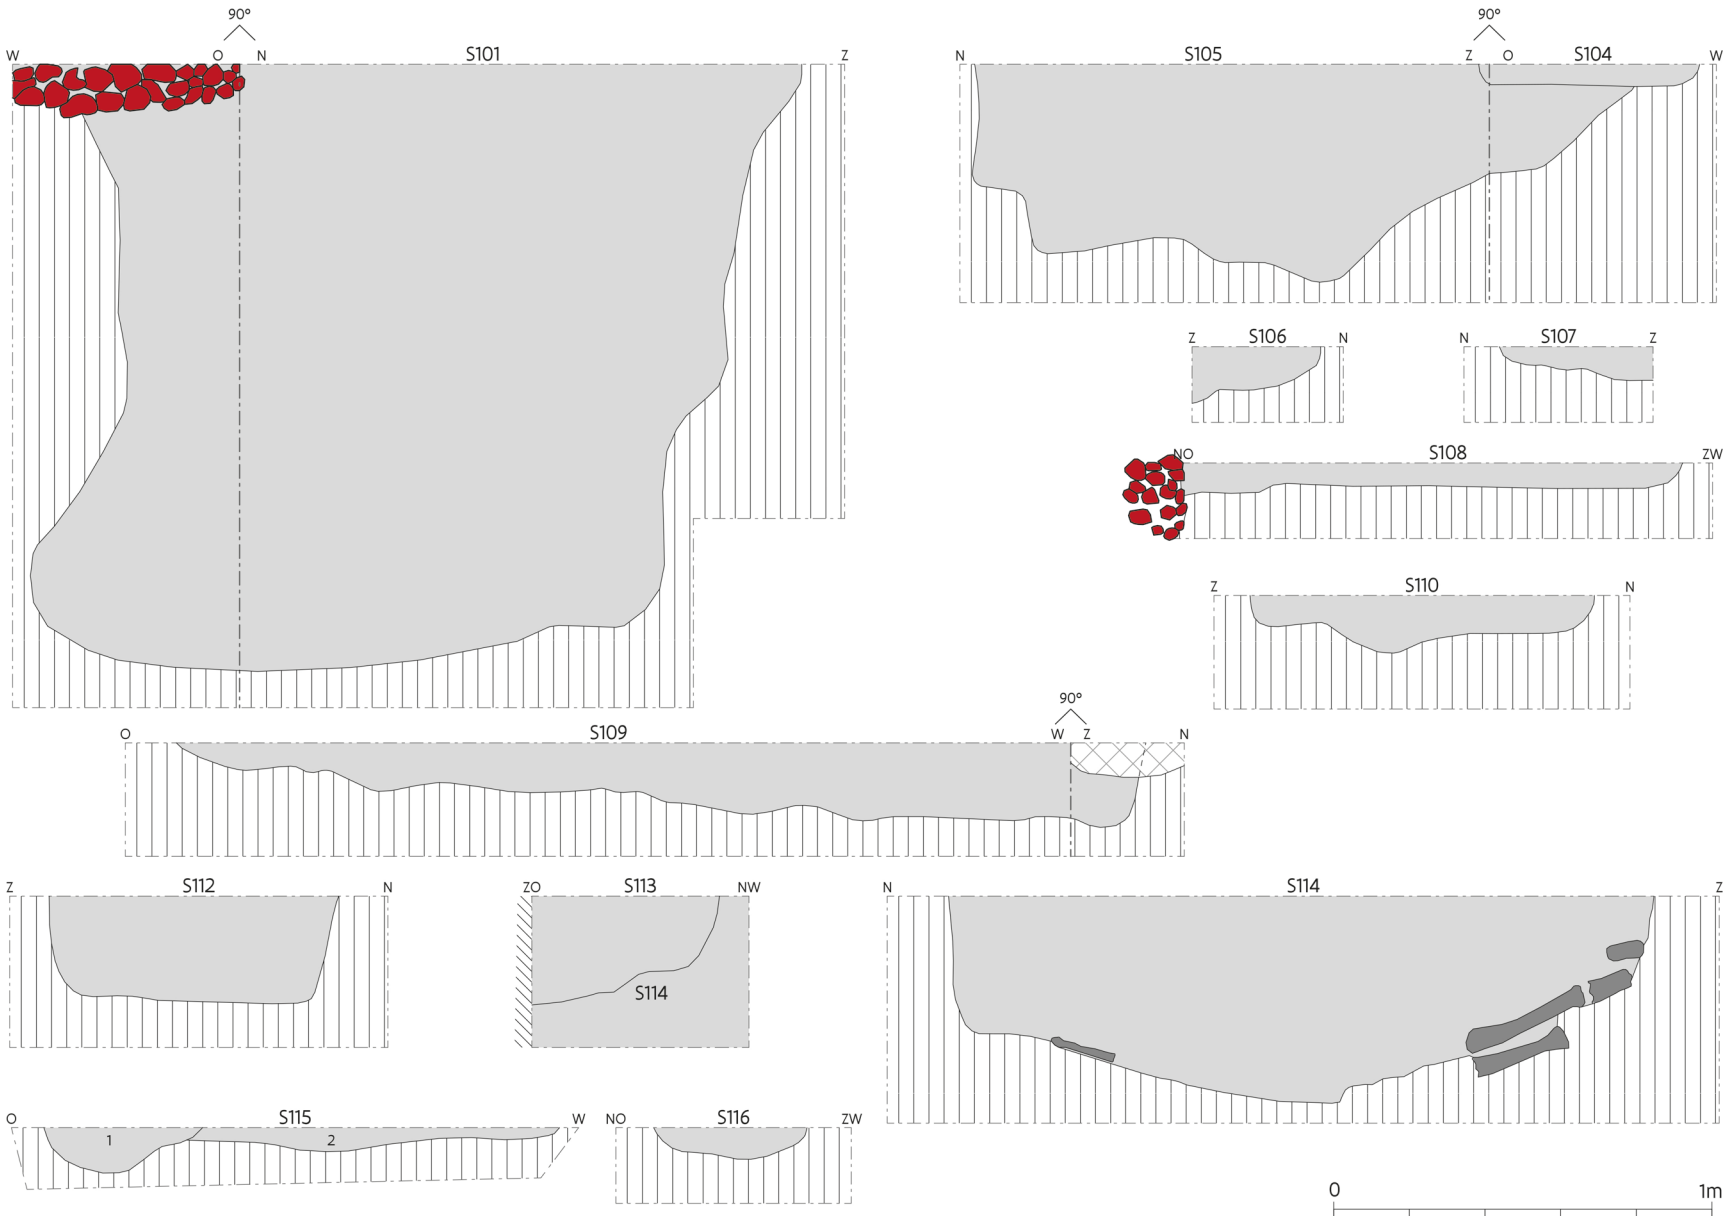 90° 90°
W O N S101 Z N S105 Z O S104 W
Z S106 N N S107 Z
NO S108 ZW
Z S110 N
90°
O S109 W Z N
Z S112 N ZO S113 NW N S114 Z
S114
O S115 W NO S116 ZW
1 2
0 1m